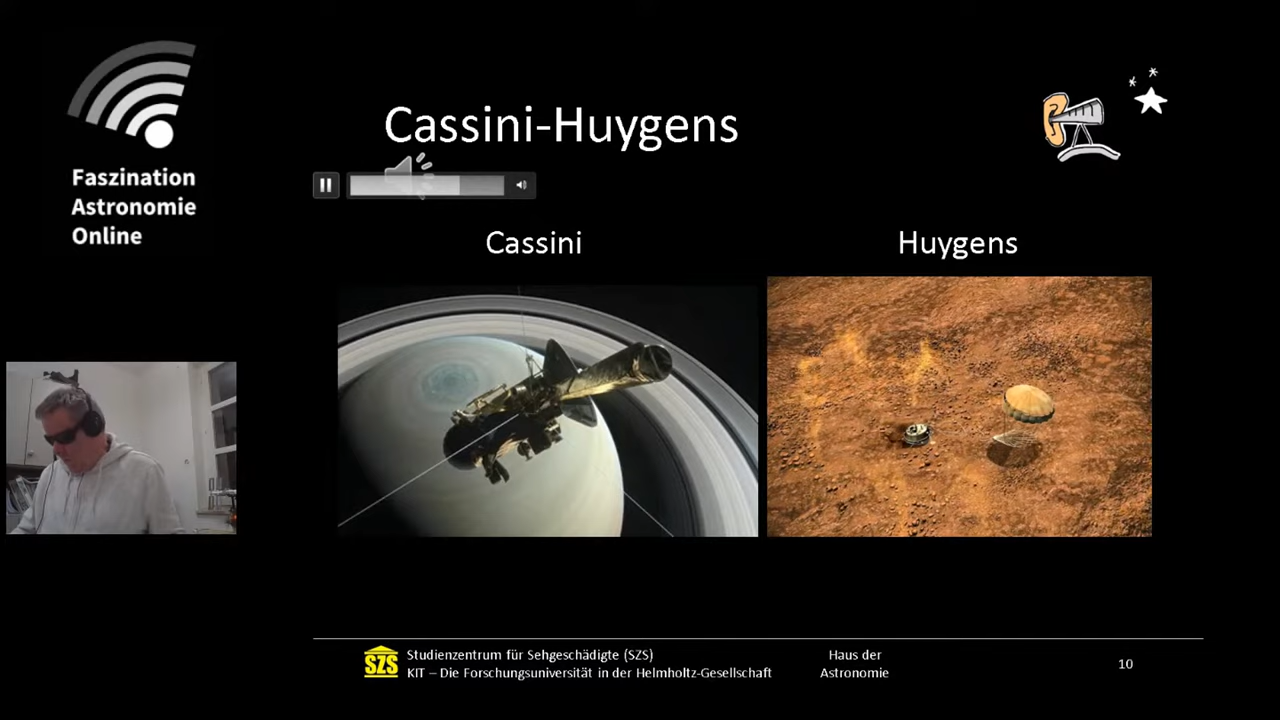 Faszination
Astronomie
Online
Cassini-Huygens
Cassini
Huygens
SZS
Studienzentrum für Sehgeschädigte (SZS)
KIT – Die Forschungsuniversität in der Helmholtz-Gesellschaft
Haus der
Astronomie
10